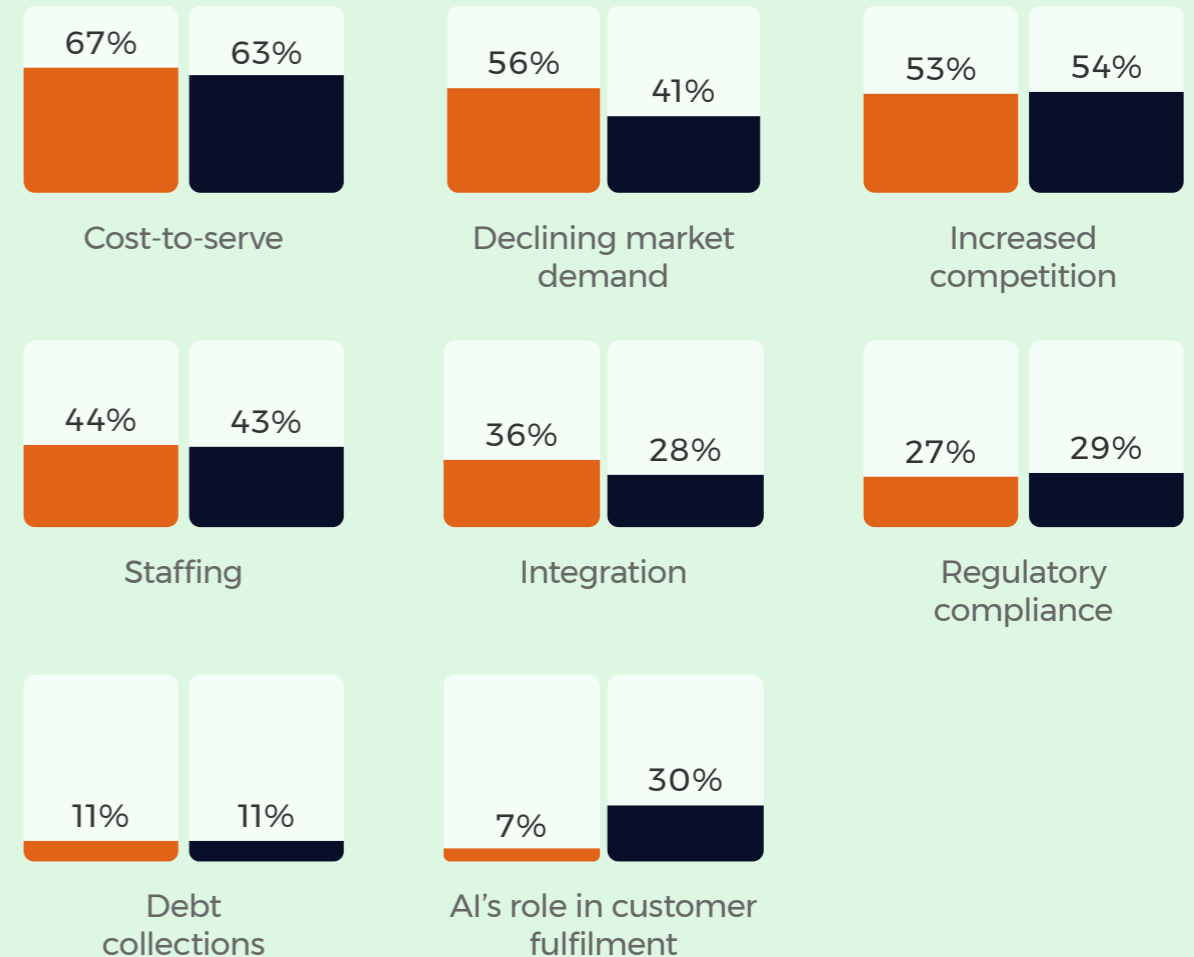 67%
63%
Cost-to-serve
56%
41%
Declining market
demand
53%
54%
Increased
competition
44%
43%
Staffing
36%
28%
Integration
27%
29%
Regulatory
compliance
11%
11%
Debt
collections
7%
30%
AI’s role in customer
fulfilment